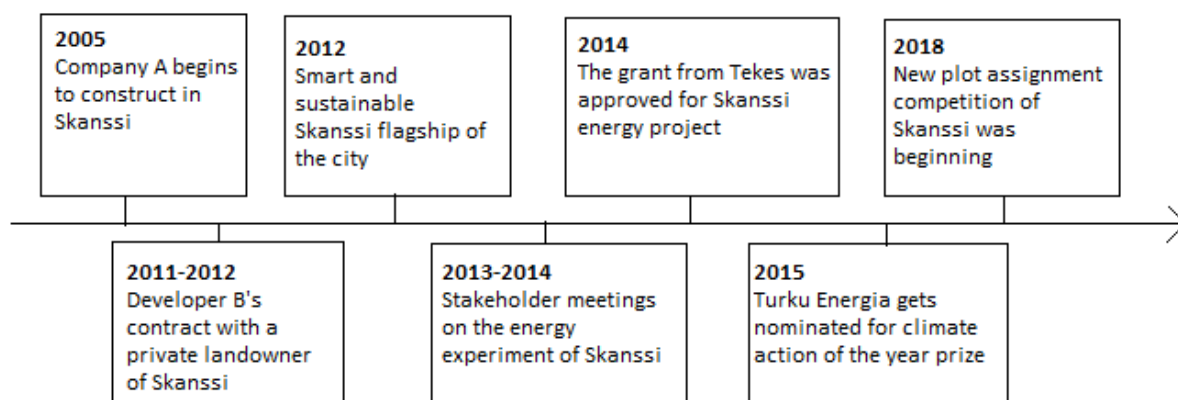 2005
Company A begins
to construct in
Skanssi
2011-2012
Developer B's
contract with a
private landowner
of Skanssi
2012
Smart and
sustainable
Skanssi flagship of
the city
2013-2014
Stakeholder meetings
on the energy
experiment of Skanssi
2014
The grant from Tekes was
approved for Skanssi
energy project
2015
Turku Energia gets
nominated for climate
action of the year prize
2018
New plot assignment
competition of
Skanssi was
beginning